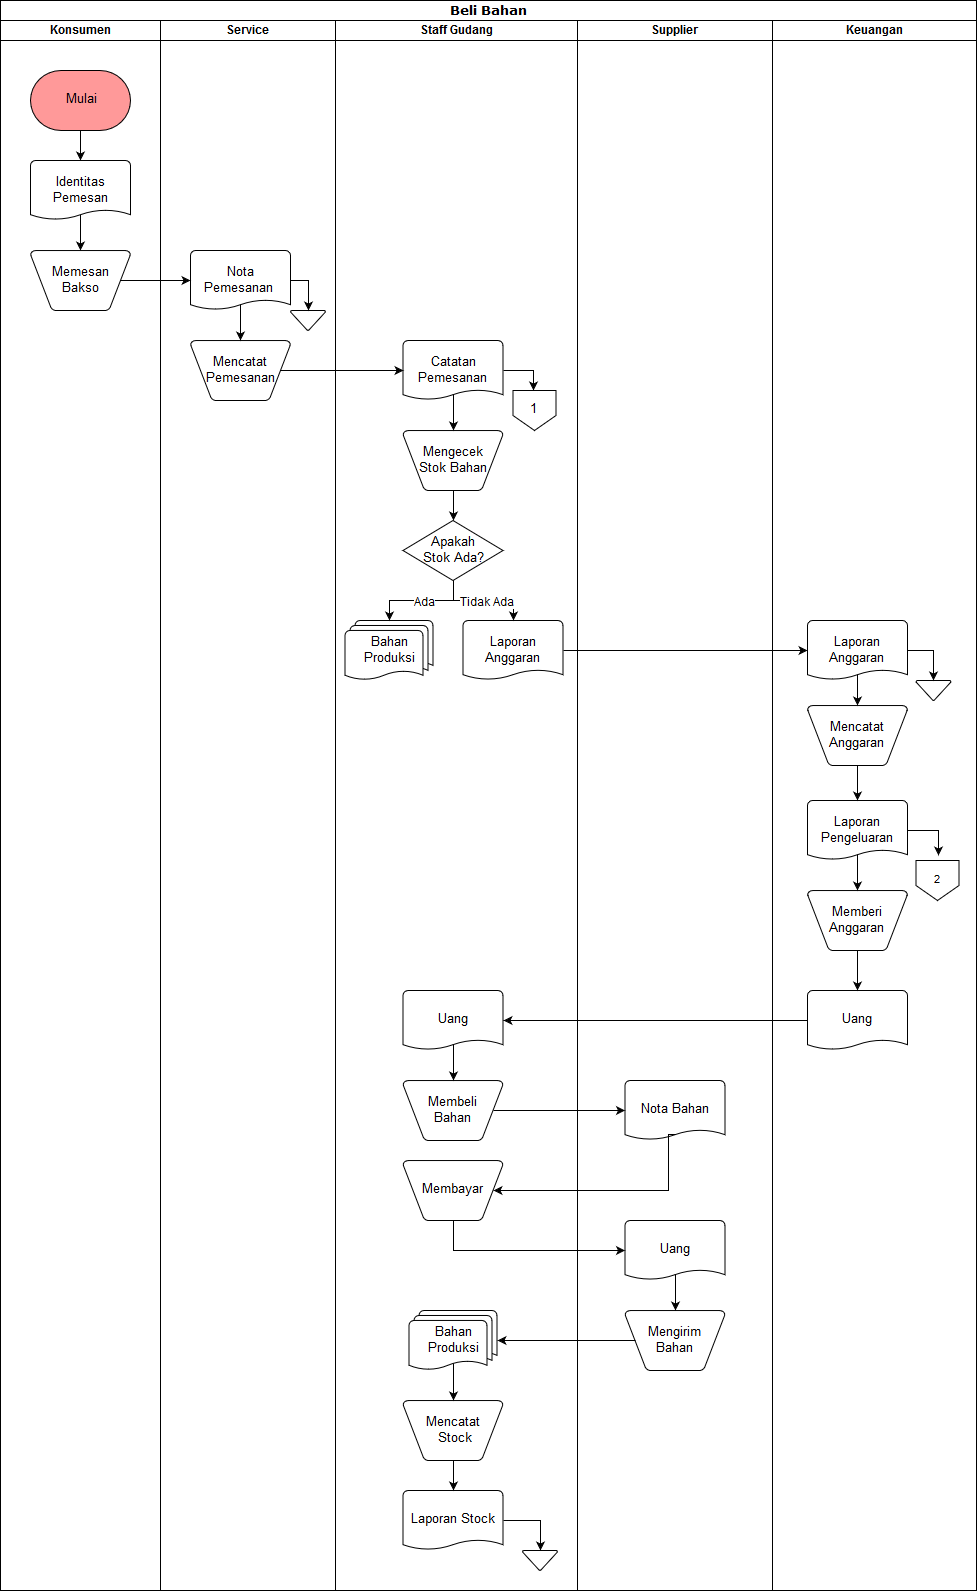 Beli Bahan
Konsumen
Service
Staff Gudang
Supplier
Keuangan
Mulai
Identitas
Pemesan
Memesan
Bakso
Nota
Pemesanan
Mencatat
Pemesanan
Catatan
Pemesanan
1
Mengecek
Stok Bahan
Apakah
Stok Ada?
Ada
Tidak Ada
Bahan
Produksi
Laporan
Anggaran
Laporan
Anggaran
Mencatat
Anggaran
Laporan
Pengeluaran
2
Memberi
Anggaran
Uang
Uang
Membeli
Bahan
Nota Bahan
Membayar
Uang
Mengirim
Bahan
Bahan
Produksi
Mencatat
Stock
Laporan Stock